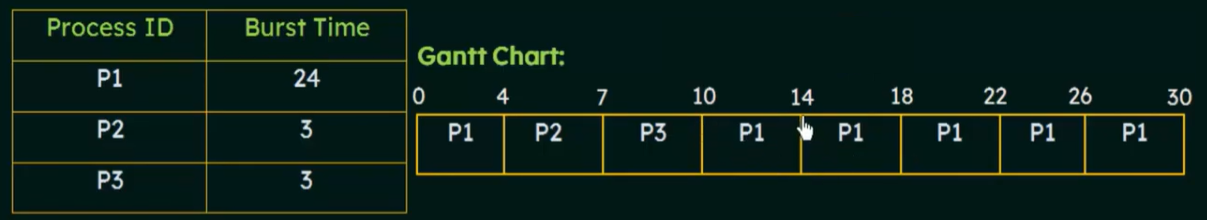 Process ID Burst Time
P1 24
P2 3
P3 3
Gantt Chart:
0 4 7 10 14 18 22 26 30
P1 P2 P3 P1 P1 P1 P1 P1